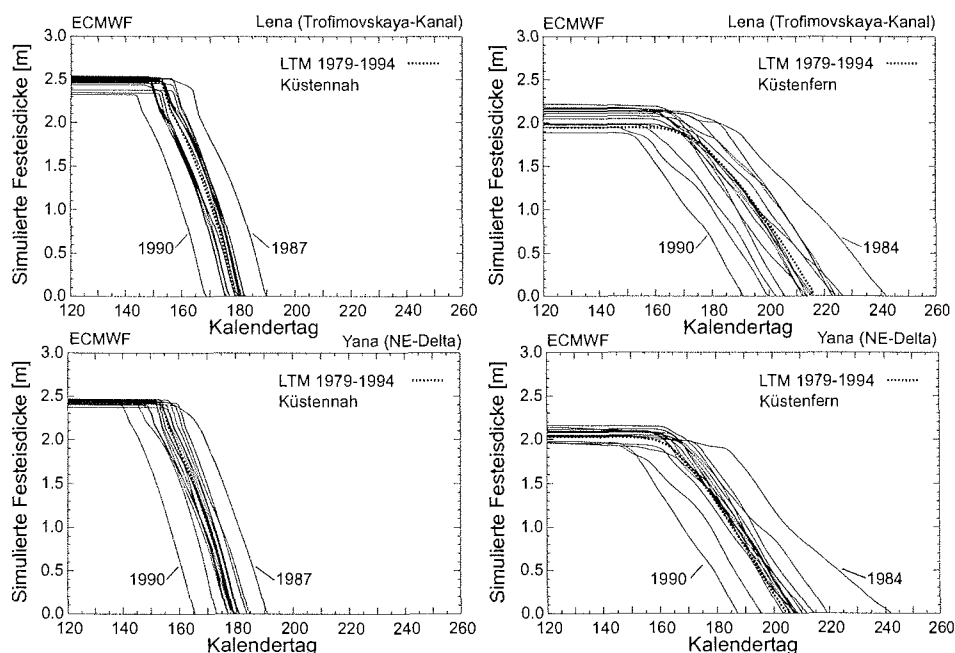 ECMWF Lena (Trofimovskaya-Kanal)
3.0
2.5
2.0
1.5
1.0
0.5
0.0
Simulierte Festeisdicke [m]
LTM 1979-1994
Küstennah
1990
1987
120 140 160 180 200 220 240 260
Kalendertag
ECMWF Lena (Trofimovskaya-Kanal)
3.0
2.5
2.0
1.5
1.0
0.5
0.0
Simulierte Festeisdicke [m]
LTM 1979-1994
Küstenfern
1990
1984
120 140 160 180 200 220 240 260
Kalendertag
ECMWF Yana (NE-Delta)
3.0
2.5
2.0
1.5
1.0
0.5
0.0
Simulierte Festeisdicke [m]
LTM 1979-1994
Küstennah
1990
1987
120 140 160 180 200 220 240 260
Kalendertag
ECMWF Yana (NE-Delta)
3.0
2.5
2.0
1.5
1.0
0.5
0.0
Simulierte Festeisdicke [m]
LTM 1979-1994
Küstenfern
1990
1984
120 140 160 180 200 220 240 260
Kalendertag